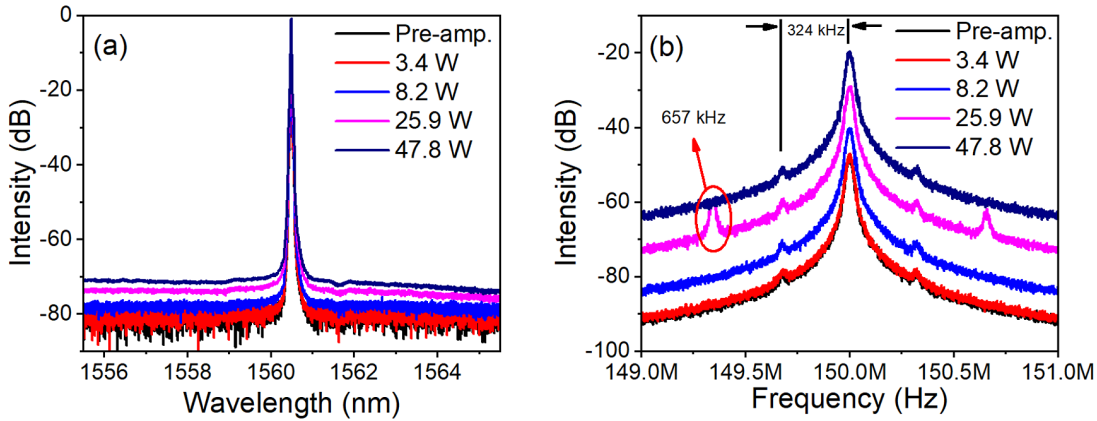 (a)
Pre-amp.
3.4 W
8.2 W
25.9 W
47.8 W
0
-20
-40
-60
-80
Intensity (dB)
1556
1558
1560
1562
1564
Wavelength (nm)
(b)
324 kHz
657 kHz
Pre-amp.
3.4 W
8.2 W
25.9 W
47.8 W
-20
-40
-60
-80
-100
Intensity (dB)
149.0M
149.5M
150.0M
150.5M
151.0M
Frequency (Hz)